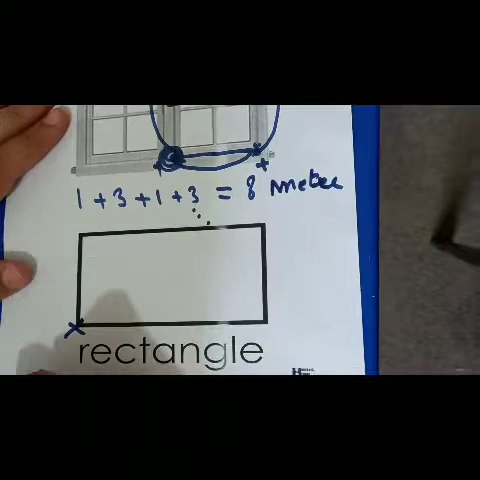 1 + 3 + 1 + 3 = 8 meter
rectangle